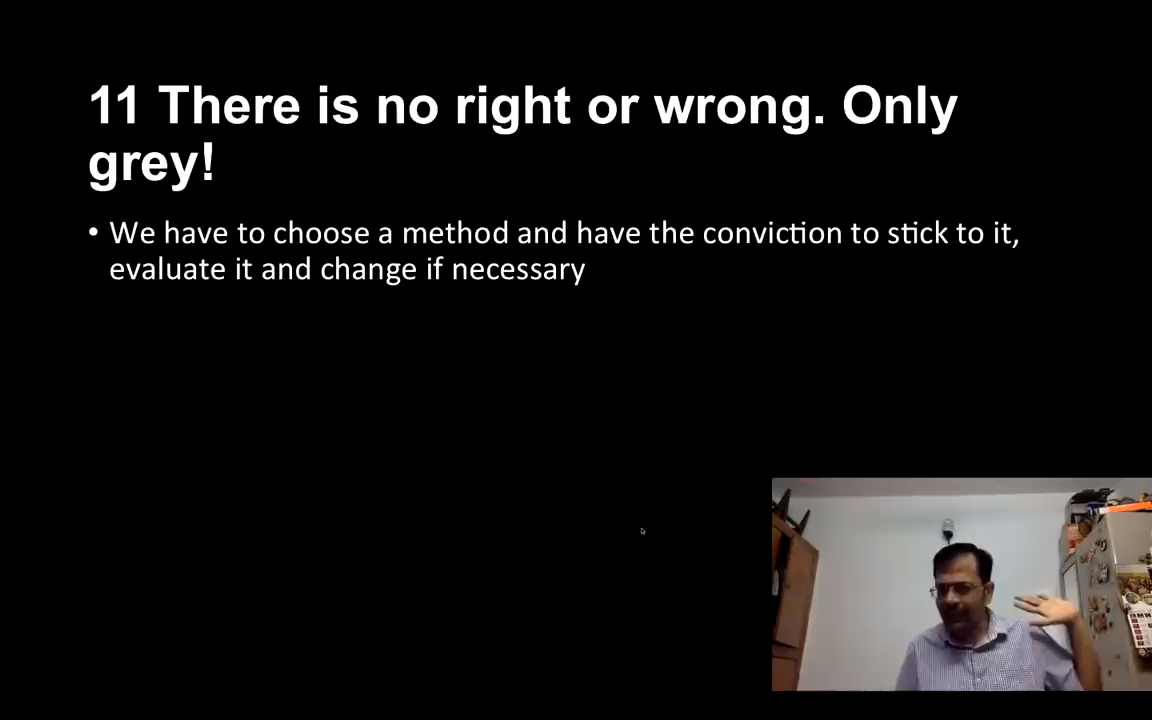 11 There is no right or wrong. Only
grey!
• We have to choose a method and have the conviction to stick to it,
evaluate it and change if necessary